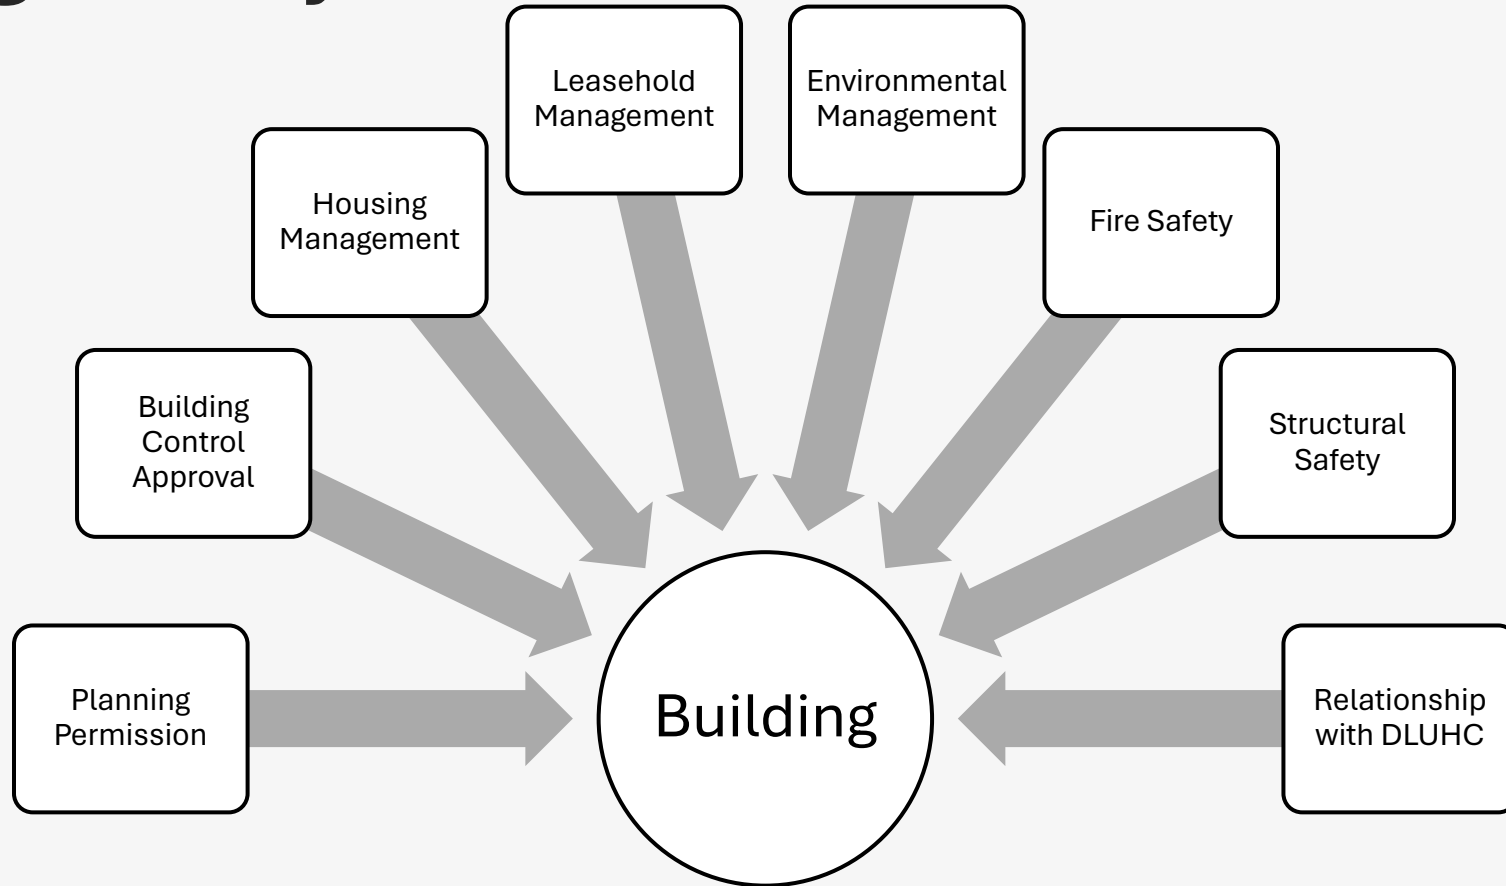 Leasehold
Management
Environmental
Management
Housing
Management
Fire Safety
Building
Control
Approval
Structural
Safety
Planning
Permission
Building
Relationship
with DLUHC